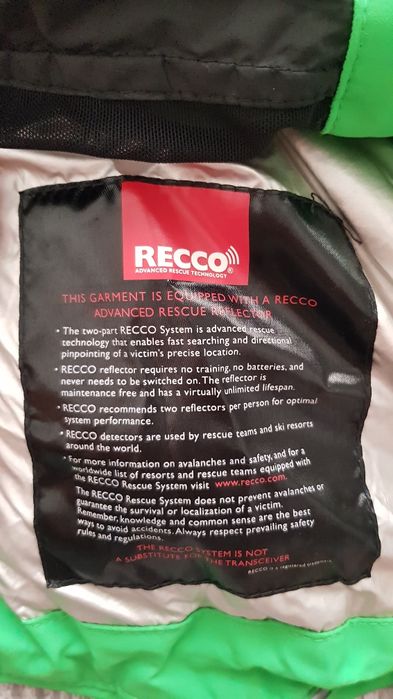 RECCO®
ADVANCED RESCUE TECHNOLOGY
THIS GARMENT IS EQUIPPED WITH A RECCO
ADVANCED RESCUE REFLECTOR
• The two-part RECCO System is advanced rescue
technology that enables fast searching and directional
pinpointing of a victim's precise location.
• RECCO reflector requires no training, no batteries, and
never needs to be switched on. The reflector is
maintenance free and has a virtually unlimited lifespan.
• RECCO recommends two reflectors per person for optimal
system performance.
• RECCO detectors are used by rescue teams and ski resorts
around the world.
• For more information on avalanches and safety, and for a
worldwide list of resorts and rescue teams equipped with
the RECCO Rescue System visit www.recco.com.
The RECCO Rescue System does not prevent avalanches or
guarantee the survival or localization of a victim.
Remember, knowledge and common sense are the best
ways to avoid accidents. Always respect prevailing safety
rules and regulations.
THE RECCO SYSTEM IS NOT
A SUBSTITUTE FOR THE TRANSCEIVER
RECCO is a registered trademark